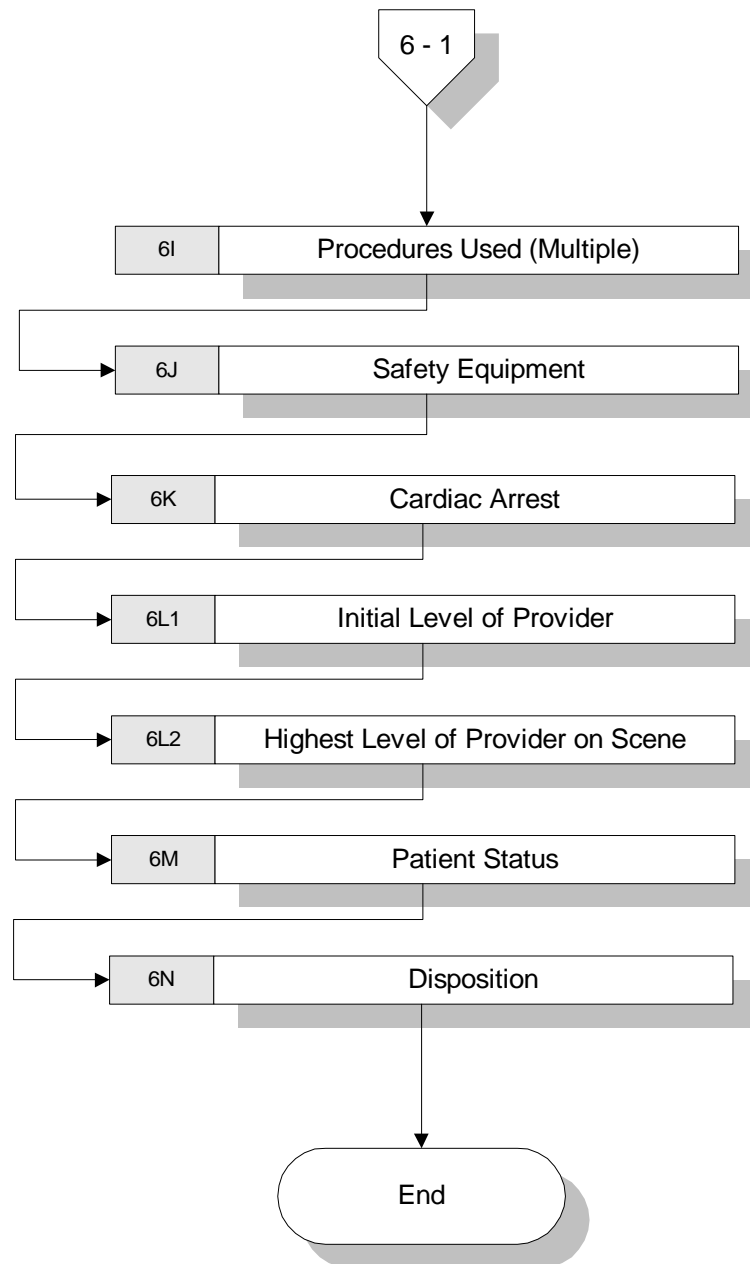 6 - 1
6I Procedures Used (Multiple)
6J Safety Equipment
6K Cardiac Arrest
6L1 Initial Level of Provider
6L2 Highest Level of Provider on Scene
6M Patient Status
6N Disposition
End